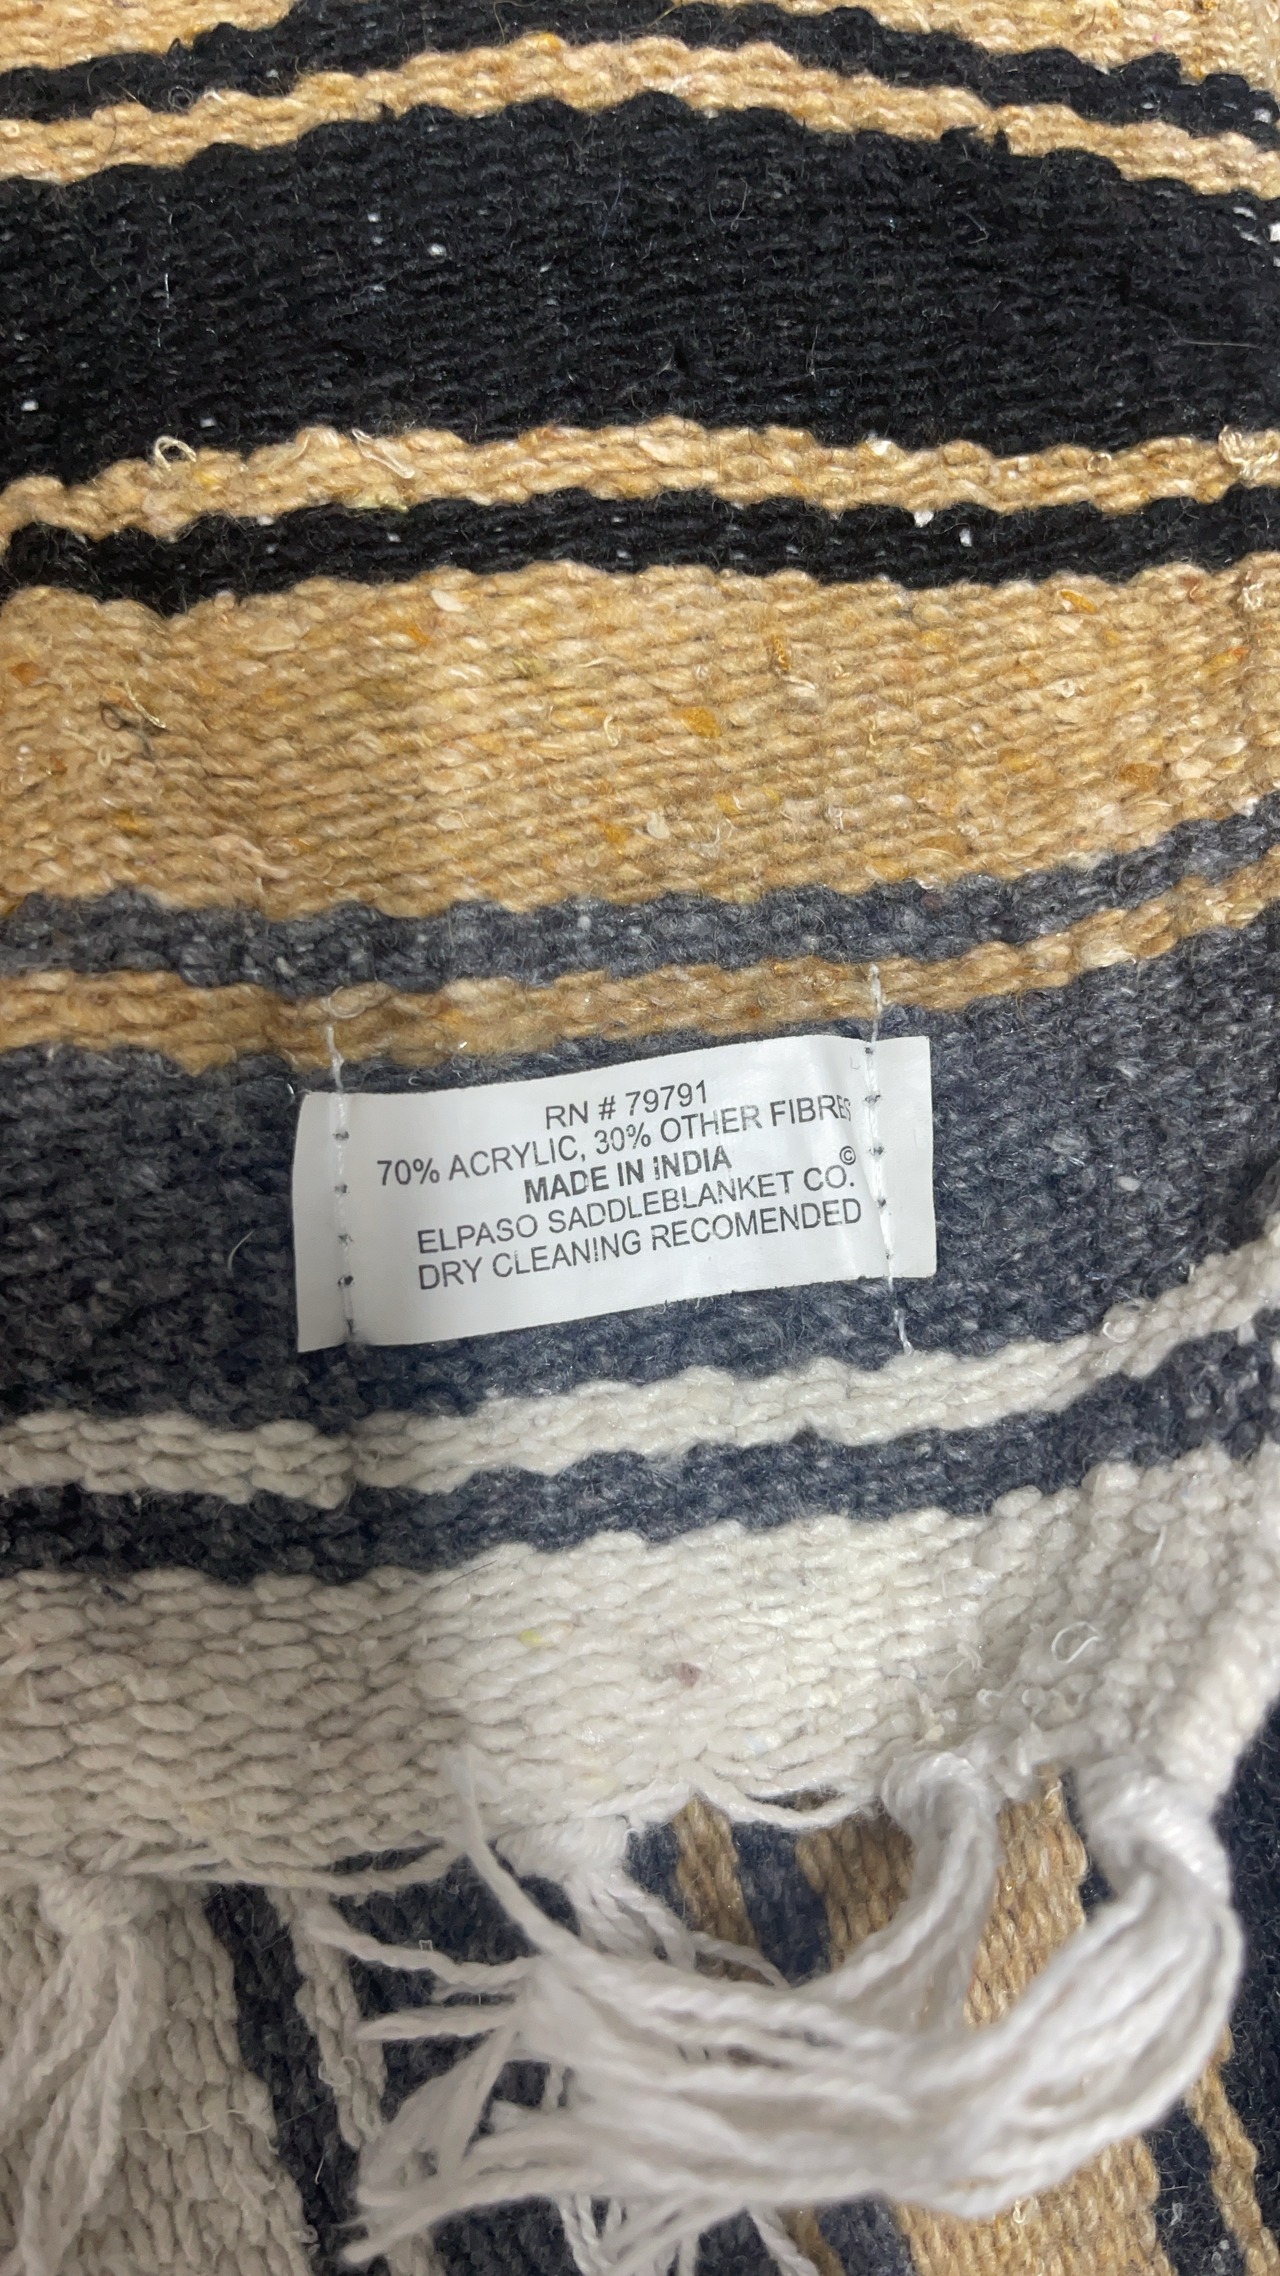 RN # 79791
70% ACRYLIC, 30% OTHER FIBRES
MADE IN INDIA
ELPASO SADDLEBLANKET CO.©
DRY CLEANING RECOMENDED